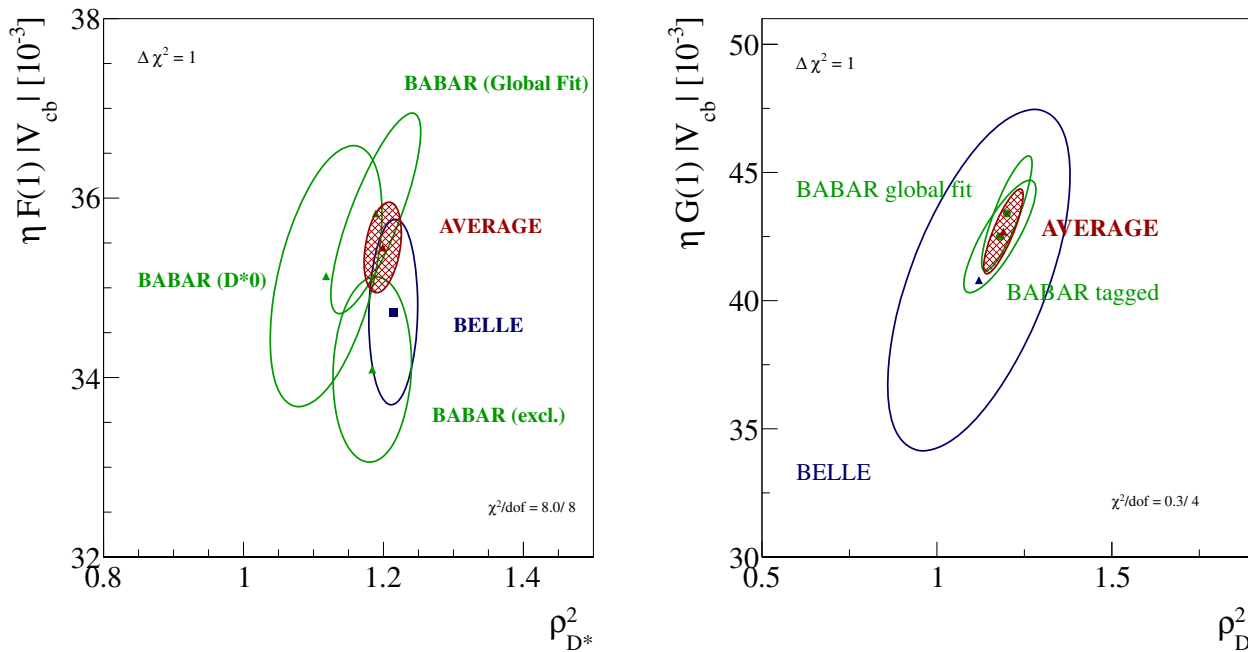 η F(1) |V_cb| [10^-3]
38
36
34
32
Δ χ² = 1
BABAR (Global Fit)
AVERAGE
BABAR (D*0)
BELLE
BABAR (excl.)
χ²/dof = 8.0/ 8
0.8 1 1.2 1.4
ρ²_D*
η G(1) |V_cb| [10^-3]
50
45
40
35
30
Δ χ² = 1
BABAR global fit
AVERAGE
BABAR tagged
BELLE
χ²/dof = 0.3/ 4
0.5 1 1.5
ρ²_D